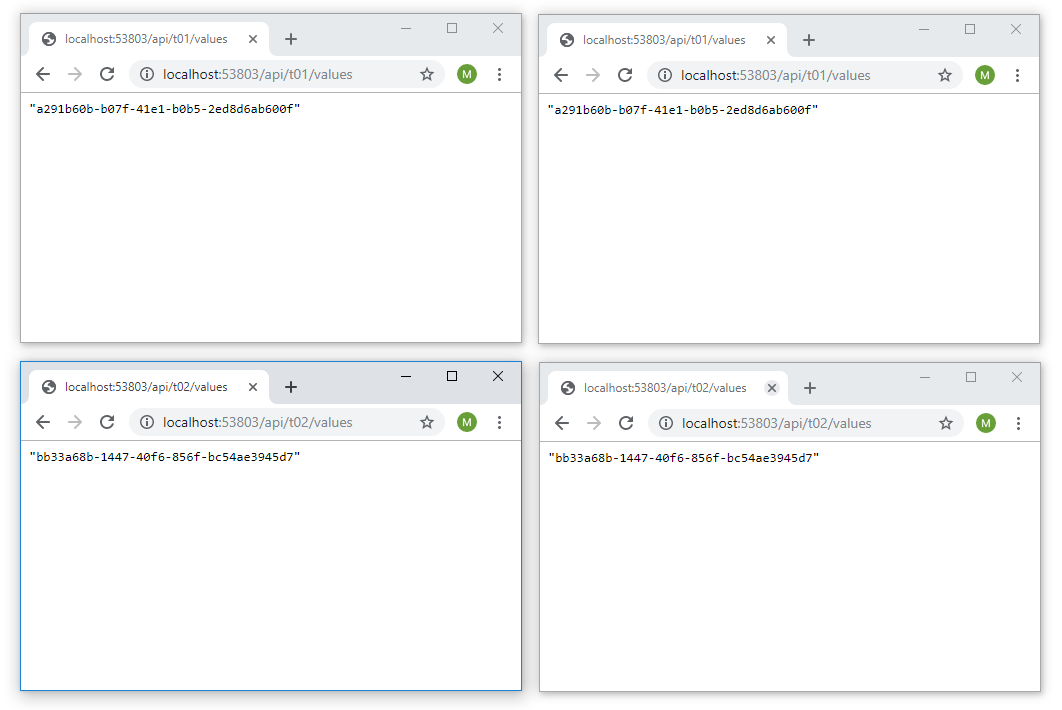 localhost:53803/api/t01/values
localhost:53803/api/t01/values
M
"a291b60b-b07f-41e1-b0b5-2ed8d6ab600f"
localhost:53803/api/t01/values
localhost:53803/api/t01/values
M
"a291b60b-b07f-41e1-b0b5-2ed8d6ab600f"
localhost:53803/api/t02/values
localhost:53803/api/t02/values
M
"bb33a68b-1447-40f6-856f-bc54ae3945d7"
localhost:53803/api/t02/values
localhost:53803/api/t02/values
M
"bb33a68b-1447-40f6-856f-bc54ae3945d7"